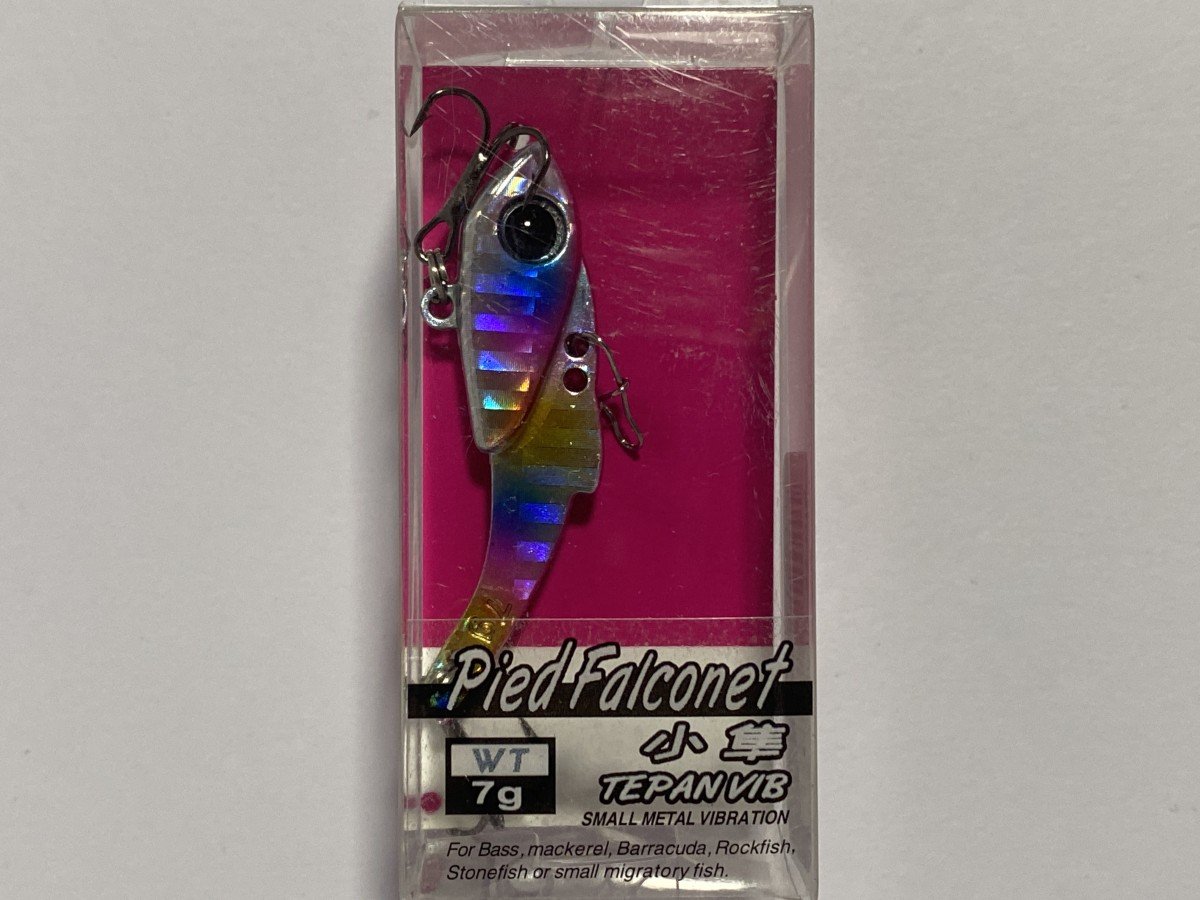 Pied Falconet
小隼
WT
7g
TEPAN VIB
SMALL METAL VIBRATION
For Bass, mackerel, Barracuda, Rockfish,
Stonefish or small migratory fish.